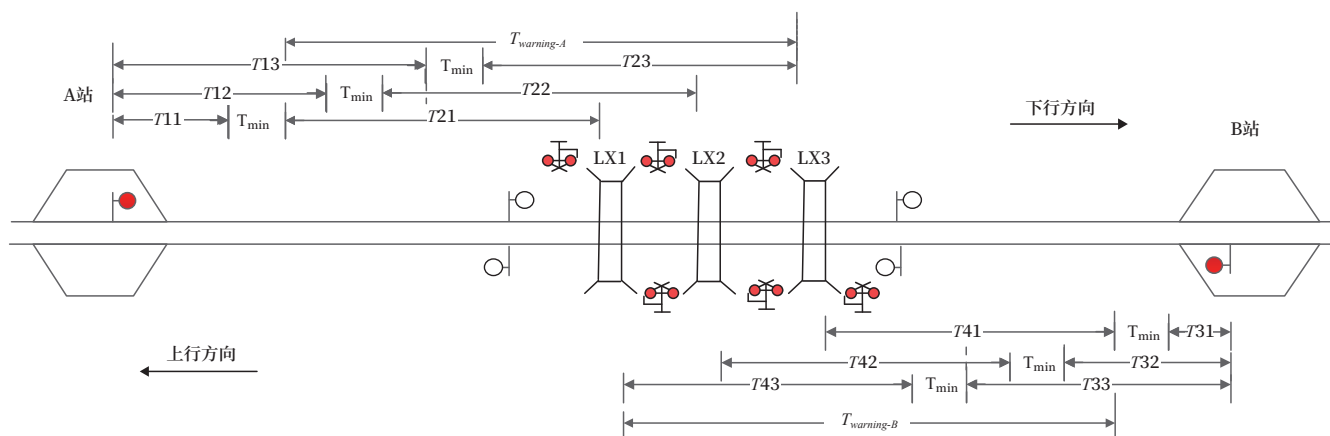 T_warning-A
T13 T_min T23
A站 T12 T_min T22
T11 T_min T21
下行方向
B站
LX1 LX2 LX3
T41 T_min T31
上行方向
T42 T_min T32
T43 T_min T33
T_warning-B